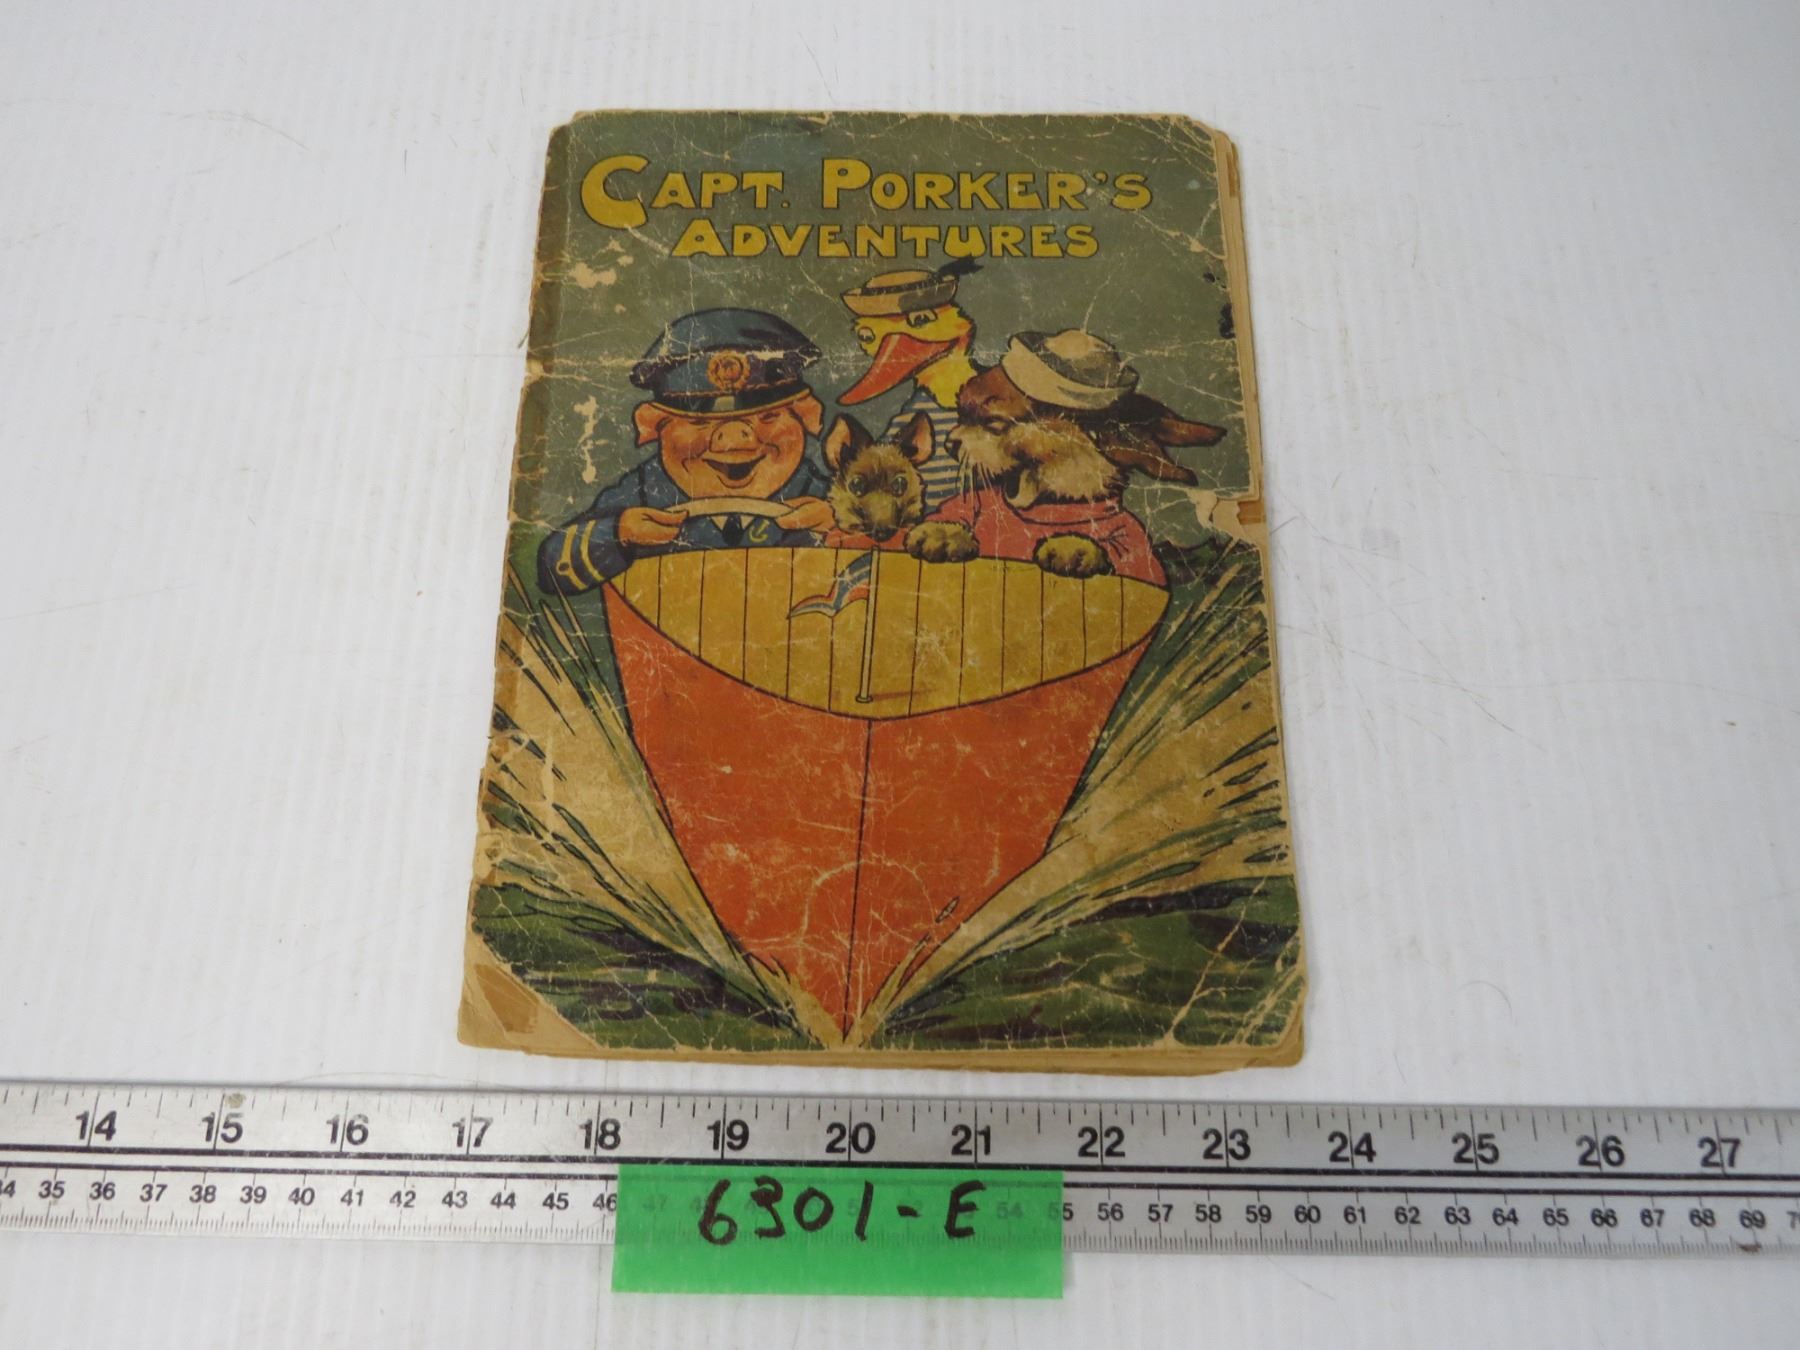 CAPT. PORKER'S
ADVENTURES
14 15 16 17 18 19 20 21 22 23 24 25 26 27
35 36 37 38 39 40 41 42 43 44 45 46 47 54 55 56 57 58 59 60 61 62 63 64 65 66 67 68 69
6301-E